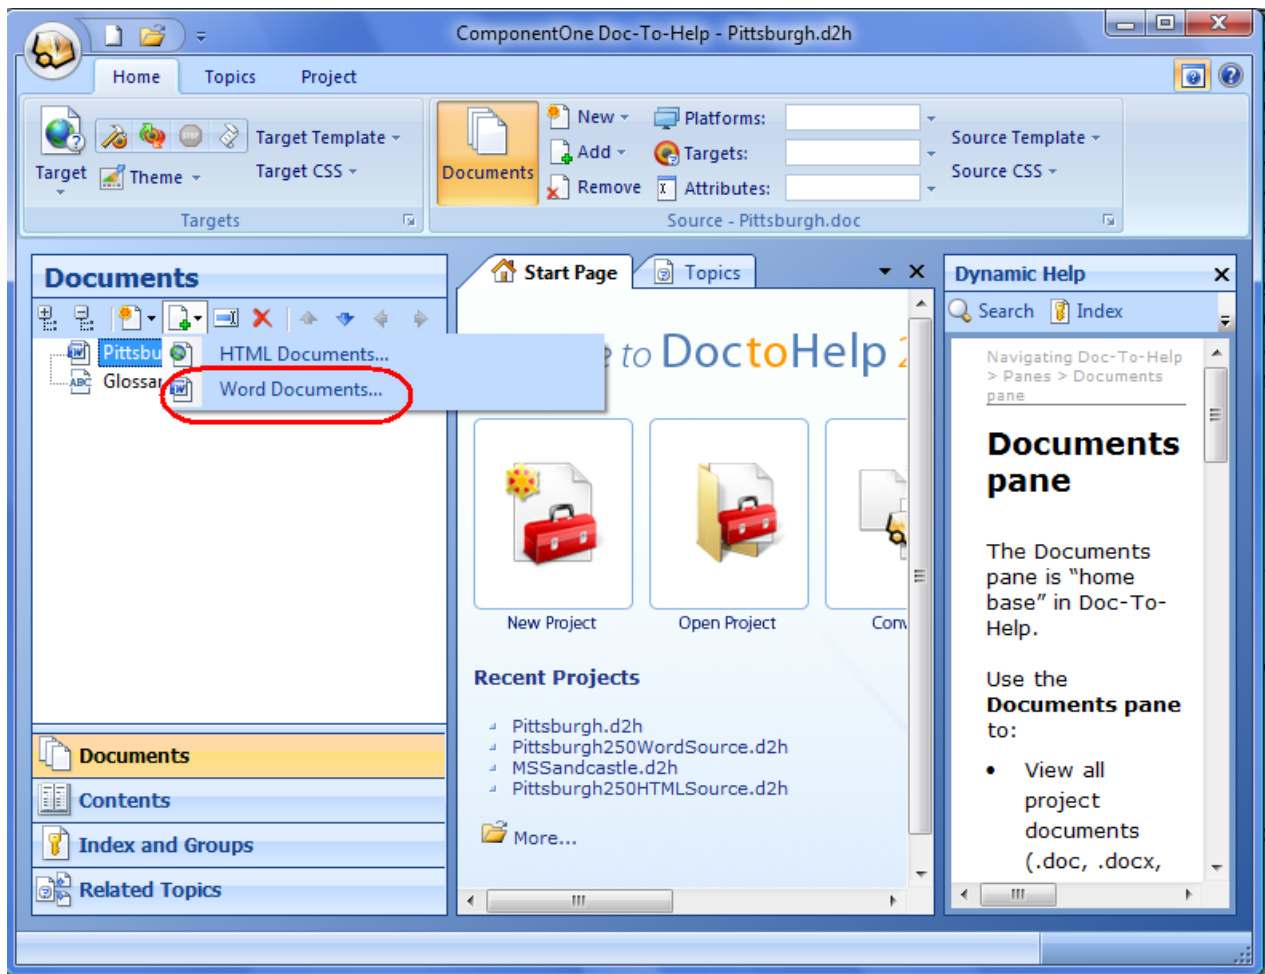 ComponentOne Doc-To-Help - Pittsburgh.d2h
Home Topics Project
Target
Theme
Target Template
Target CSS
Targets
Documents
New
Add
Remove
Platforms:
Targets:
Attributes:
Source Template
Source CSS
Source - Pittsburgh.doc
Documents
Pittsbu
Glossar
ABC
HTML Documents...
Word Documents...
Documents
Contents
Index and Groups
Related Topics
Start Page
Topics
to DoctoHelp 2
New Project
Open Project
Conv
Recent Projects
Pittsburgh.d2h
Pittsburgh250WordSource.d2h
MSSandcastle.d2h
Pittsburgh250HTMLSource.d2h
More...
Dynamic Help
Search Index
Navigating Doc-To-Help
> Panes > Documents
pane
Documents
pane
The Documents
pane is “home
base” in Doc-To-
Help.
Use the
Documents pane
to:
• View all
project
documents
(.doc, .docx,